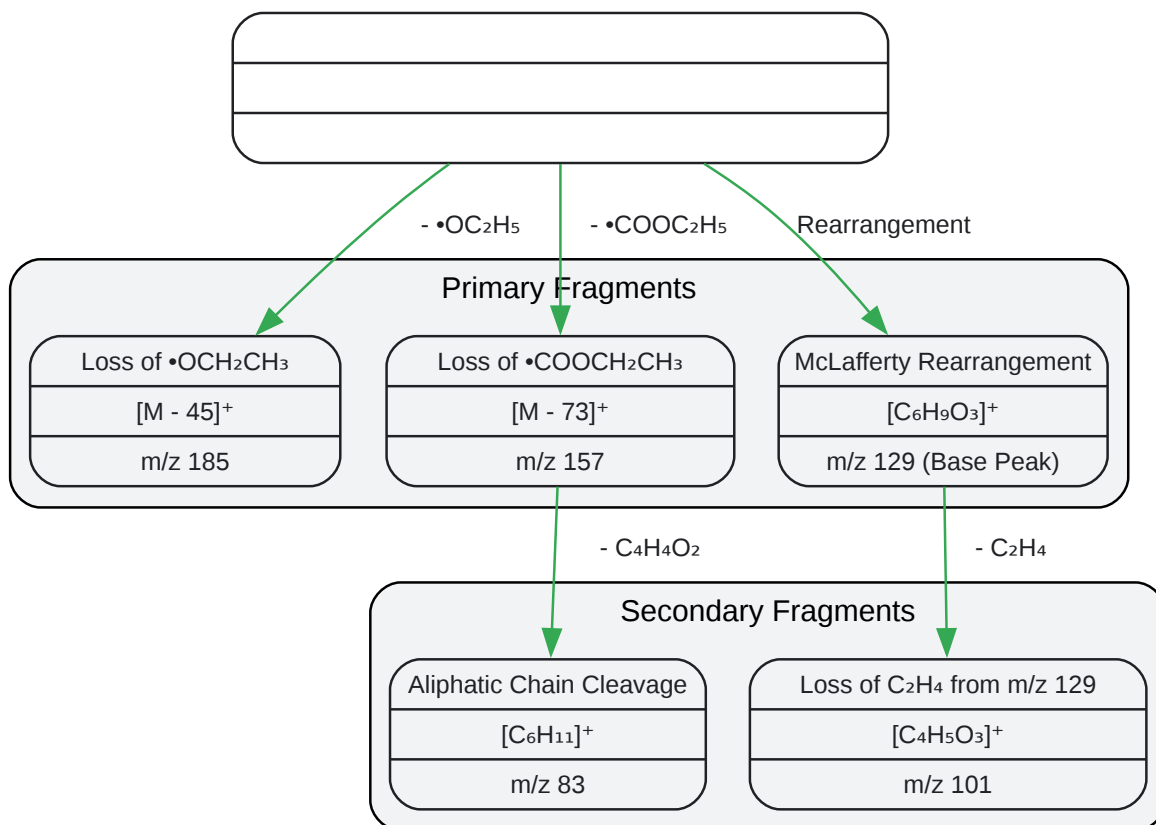 - •OC₂H₅
- •COOC₂H₅
Rearrangement
Primary Fragments
Loss of •OCH₂CH₃
[M - 45]⁺
m/z 185
Loss of •COOCH₂CH₃
[M - 73]⁺
m/z 157
McLafferty Rearrangement
[C₆H₉O₃]⁺
m/z 129 (Base Peak)
- C₄H₄O₂
- C₂H₄
Secondary Fragments
Aliphatic Chain Cleavage
[C₆H₁₁]⁺
m/z 83
Loss of C₂H₄ from m/z 129
[C₄H₅O₃]⁺
m/z 101